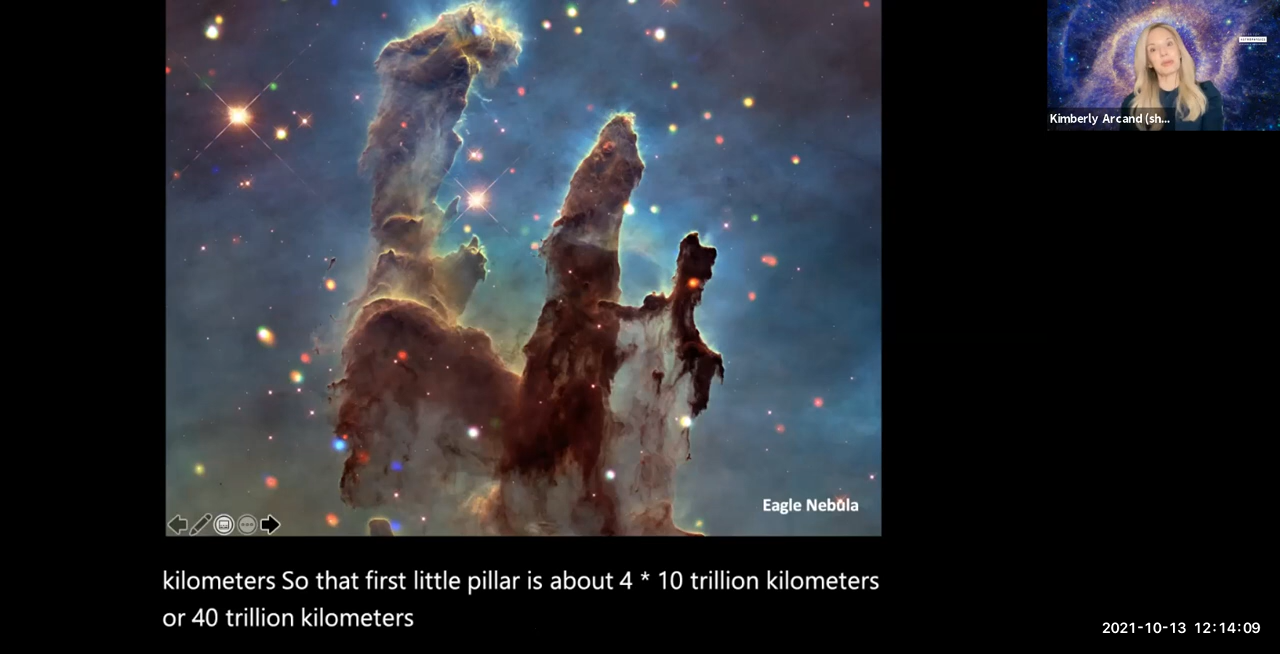 Kimberly Arcand (sh...
Eagle Nebula
kilometers So that first little pillar is about 4 * 10 trillion kilometers
or 40 trillion kilometers
2021-10-13 12:14:09